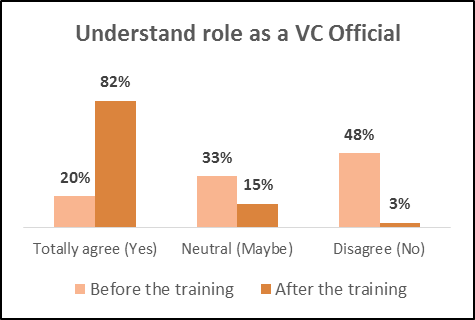 Understand role as a VC Official
82%
20%
33%
15%
48%
3%
Totally agree (Yes) Neutral (Maybe) Disagree (No)
Before the training After the training